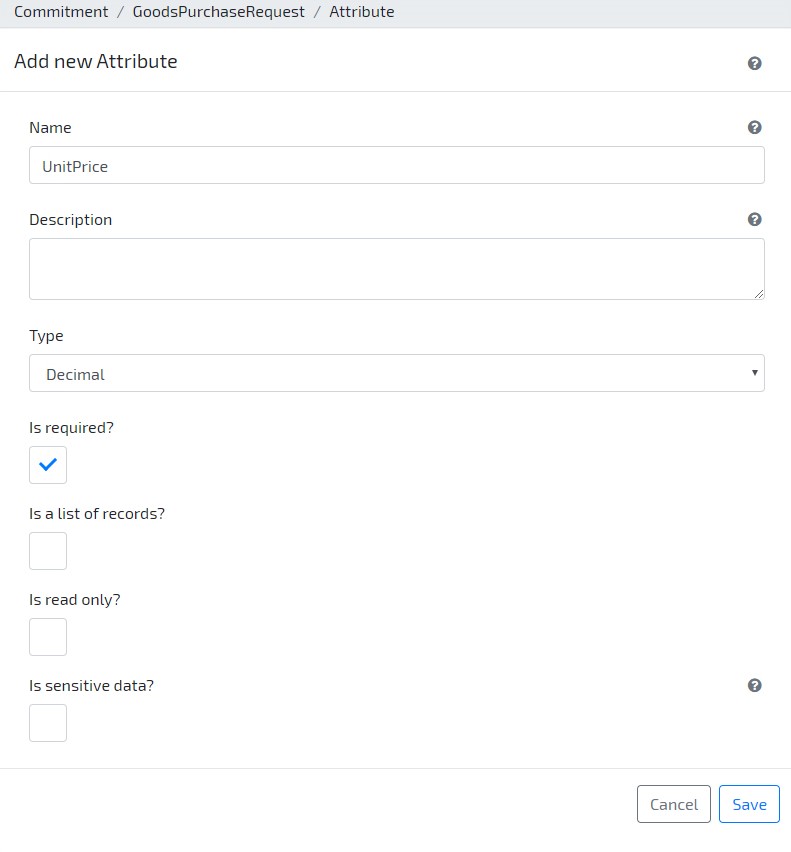 Commitment / GoodsPurchaseRequest / Attribute
Add new Attribute
Name
UnitPrice
Description
Type
Decimal
Is required?
Is a list of records?
Is read only?
Is sensitive data?
Cancel Save